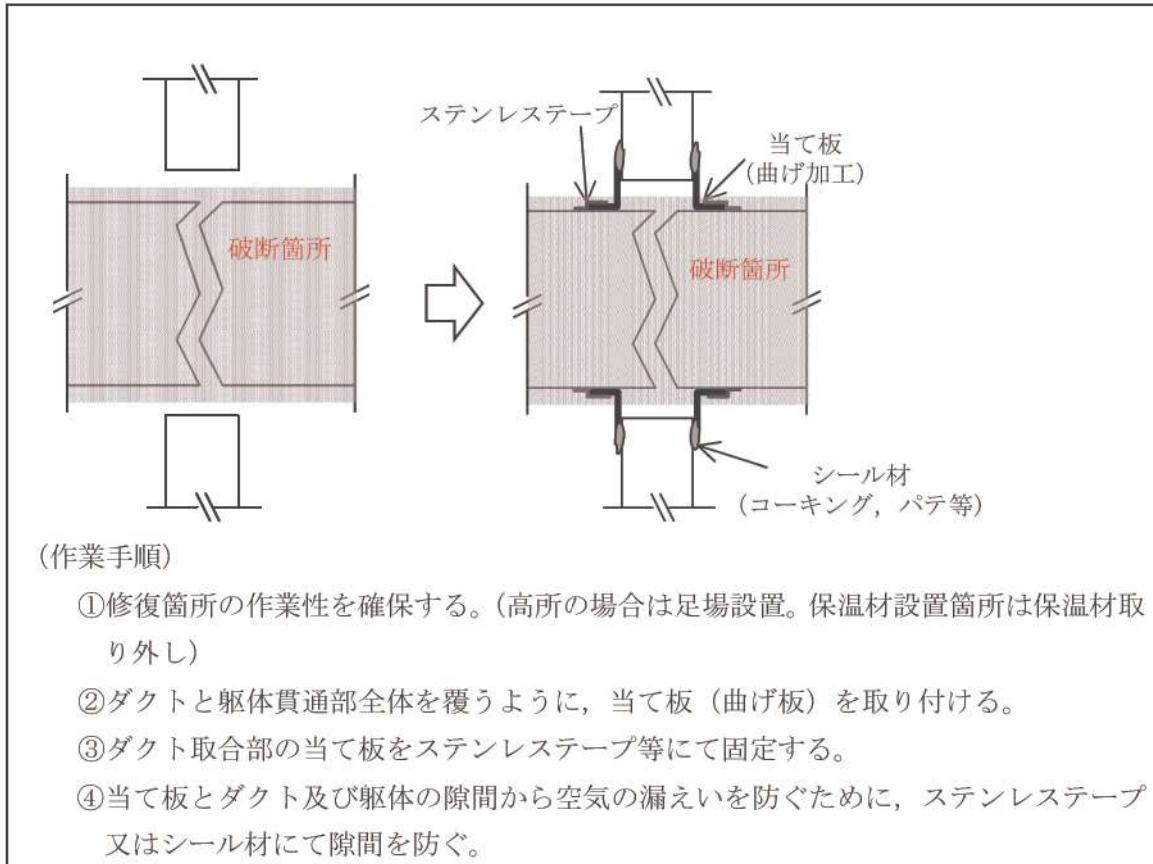 ステンレステープ
当て板
(曲げ加工)
破断箇所
破断箇所
シール材
(コーキング,パテ等)
(作業手順)
①修復箇所の作業性を確保する。(高所の場合は足場設置。保温材設置箇所は保温材取
り外し)
②ダクトと躯体貫通部全体を覆うように,当て板(曲げ板)を取り付ける。
③ダクト取合部の当て板をステンレステープ等にて固定する。
④当て板とダクト及び躯体の隙間から空気の漏えいを防ぐために,ステンレステープ
又はシール材にて隙間を防ぐ。